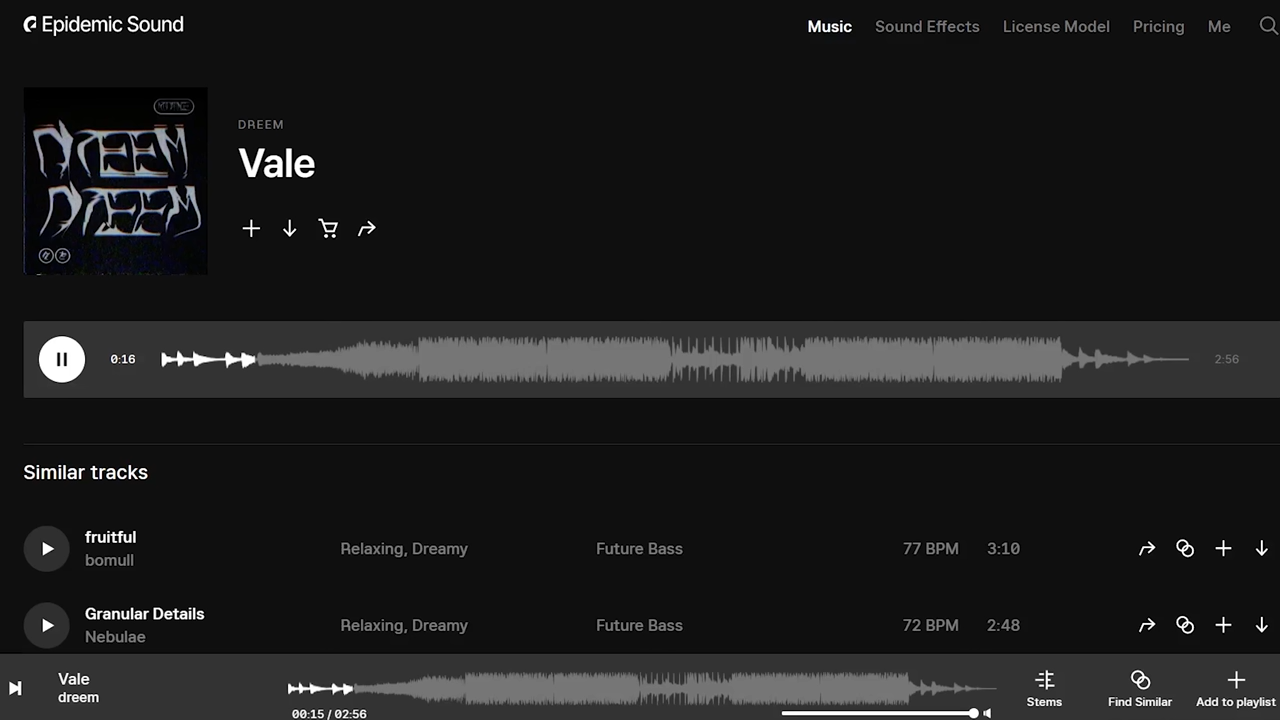 Epidemic Sound
Music Sound Effects License Model Pricing Me
DREEM
DREEM
DREEM
Vale
0:16 2:56
Similar tracks
fruitful
bomull
Relaxing, Dreamy Future Bass 77 BPM 3:10
Granular Details
Nebulae
Relaxing, Dreamy Future Bass 72 BPM 2:48
Vale
dreem
00:15 / 02:56
Stems Find Similar Add to playlist